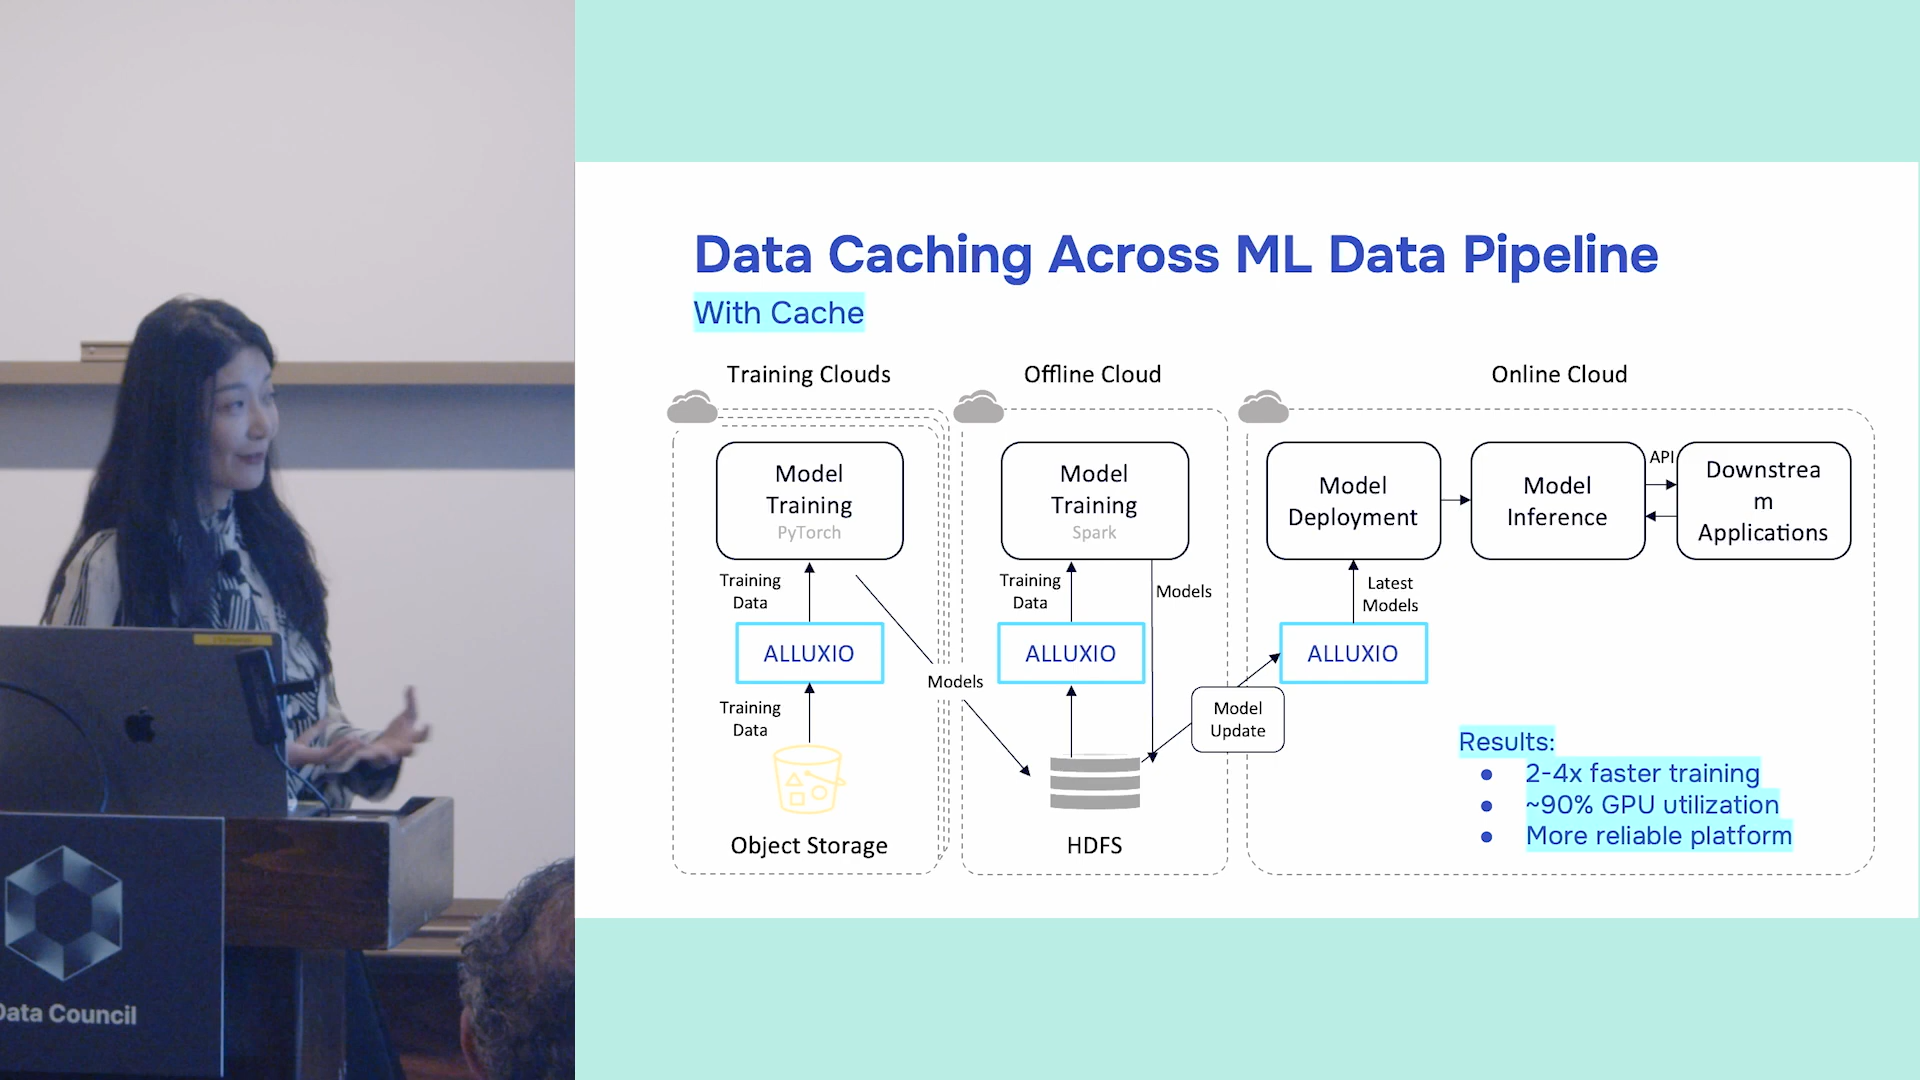 Data Caching Across ML Data Pipeline
With Cache
Training Clouds
Offline Cloud
Online Cloud
Model
Training
PyTorch
Model
Training
Spark
Model
Deployment
Model
Inference
API
Downstrea
m
Applications
Training
Data
Training
Data
Models
Latest
Models
ALLUXIO
ALLUXIO
ALLUXIO
Models
Training
Data
Model
Update
Object Storage
HDFS
Results:
● 2-4x faster training
● ~90% GPU utilization
● More reliable platform
Data Council